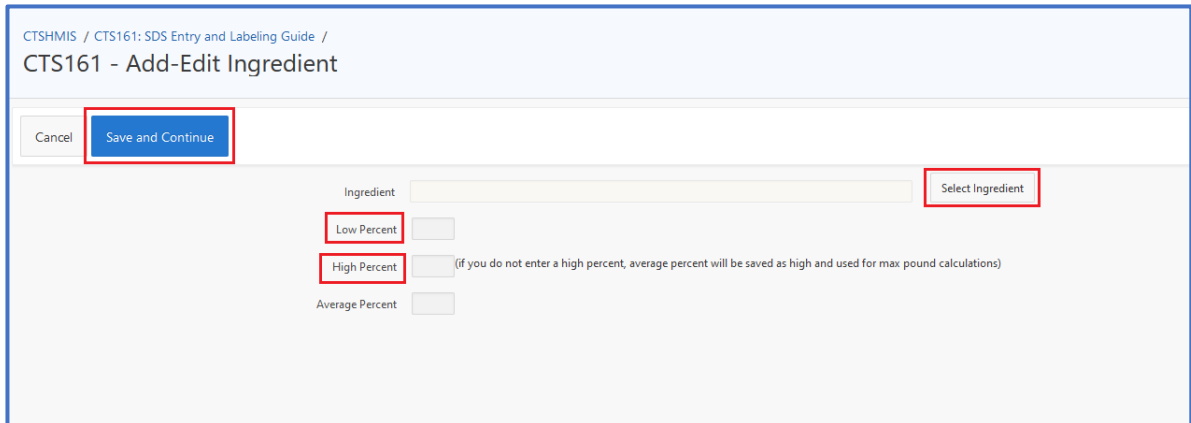 CTSHMIS / CTS161: SDS Entry and Labeling Guide /
CTS161 - Add-Edit Ingredient
Cancel Save and Continue
Ingredient Select Ingredient
Low Percent
High Percent (if you do not enter a high percent, average percent will be saved as high and used for max pound calculations)
Average Percent